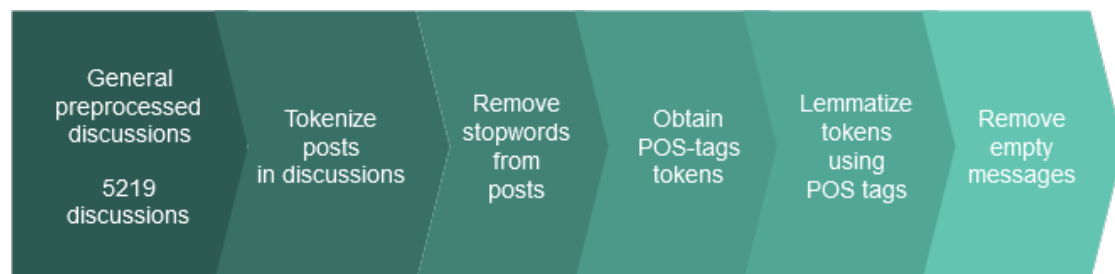 General
preprocessed
discussions
5219
discussions
Tokenize
posts
in discussions
Remove
stopwords
from
posts
Obtain
POS-tags
tokens
Lemmatize
tokens
using
POS tags
Remove
empty
messages